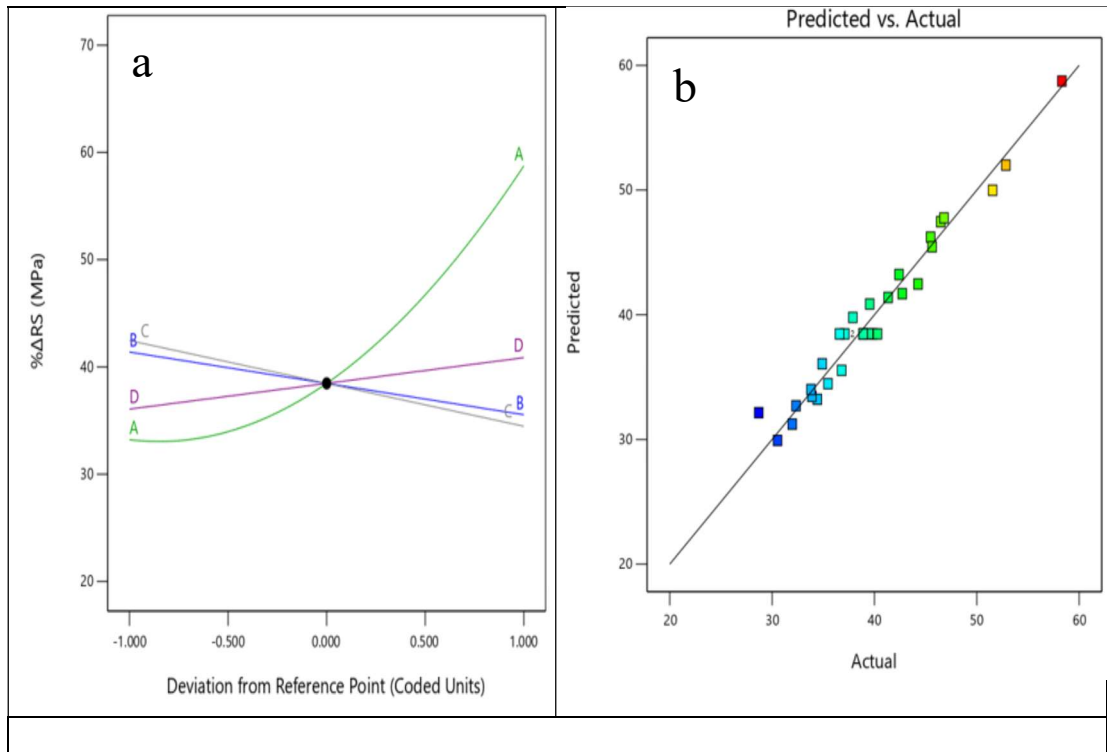 a
70
60
50
40
30
20
%ΔRS (MPa)
A
C
B
D
A
D
B
C
-1.000
-0.500
0.000
0.500
1.000
Deviation from Reference Point (Coded Units)
Predicted vs. Actual
b
60
50
40
30
20
Predicted
20
30
40
50
60
Actual